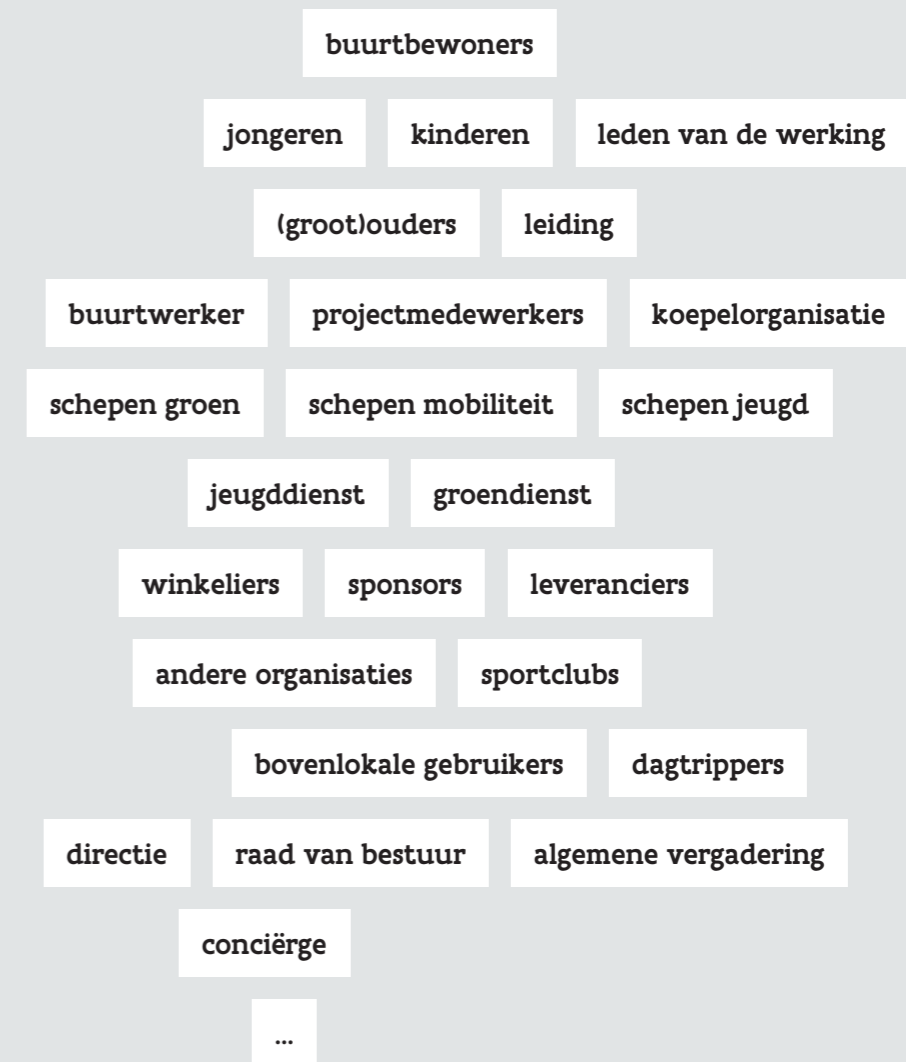 buurtbewoners
jongeren kinderen leden van de werking
(groot)ouders leiding
buurtwerker projectmedewerkers koepelorganisatie
schepen groen schepen mobiliteit schepen jeugd
jeugddienst groendienst
winkeliers sponsors leveranciers
andere organisaties sportclubs
bovenlokale gebruikers dagtrippers
directie raad van bestuur algemene vergadering
conciërge
...